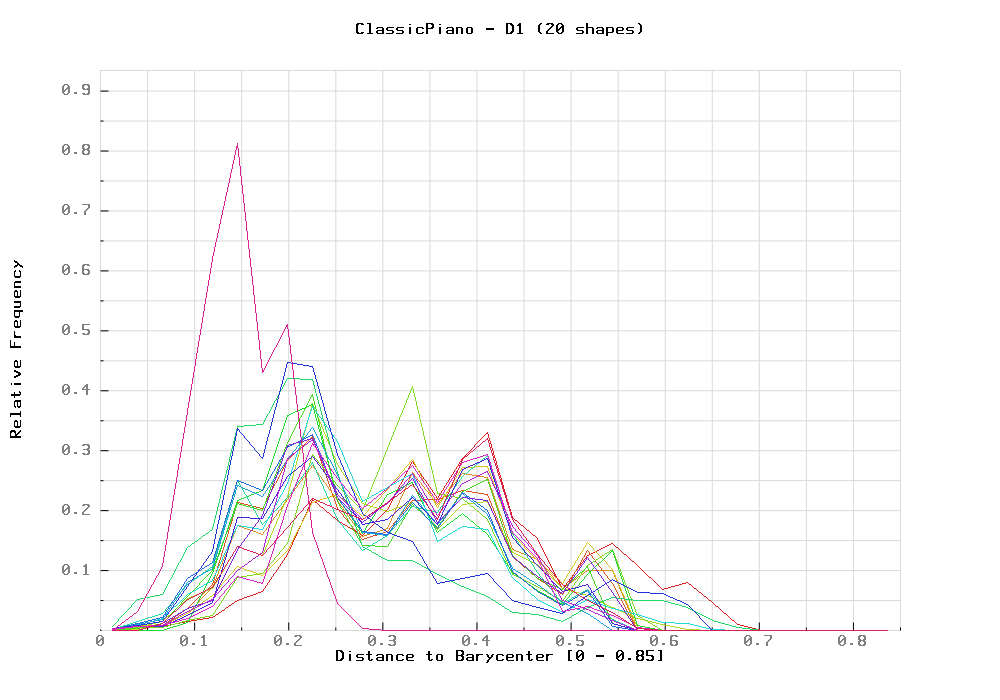 ClassicPiano - D1 (20 shapes)
0.9
0.8
0.7
0.6
0.5
0.4
0.3
0.2
0.1
Relative Frequency
0 0.1 0.2 0.3 0.4 0.5 0.6 0.7 0.8
Distance to Barycenter [0 - 0.85]